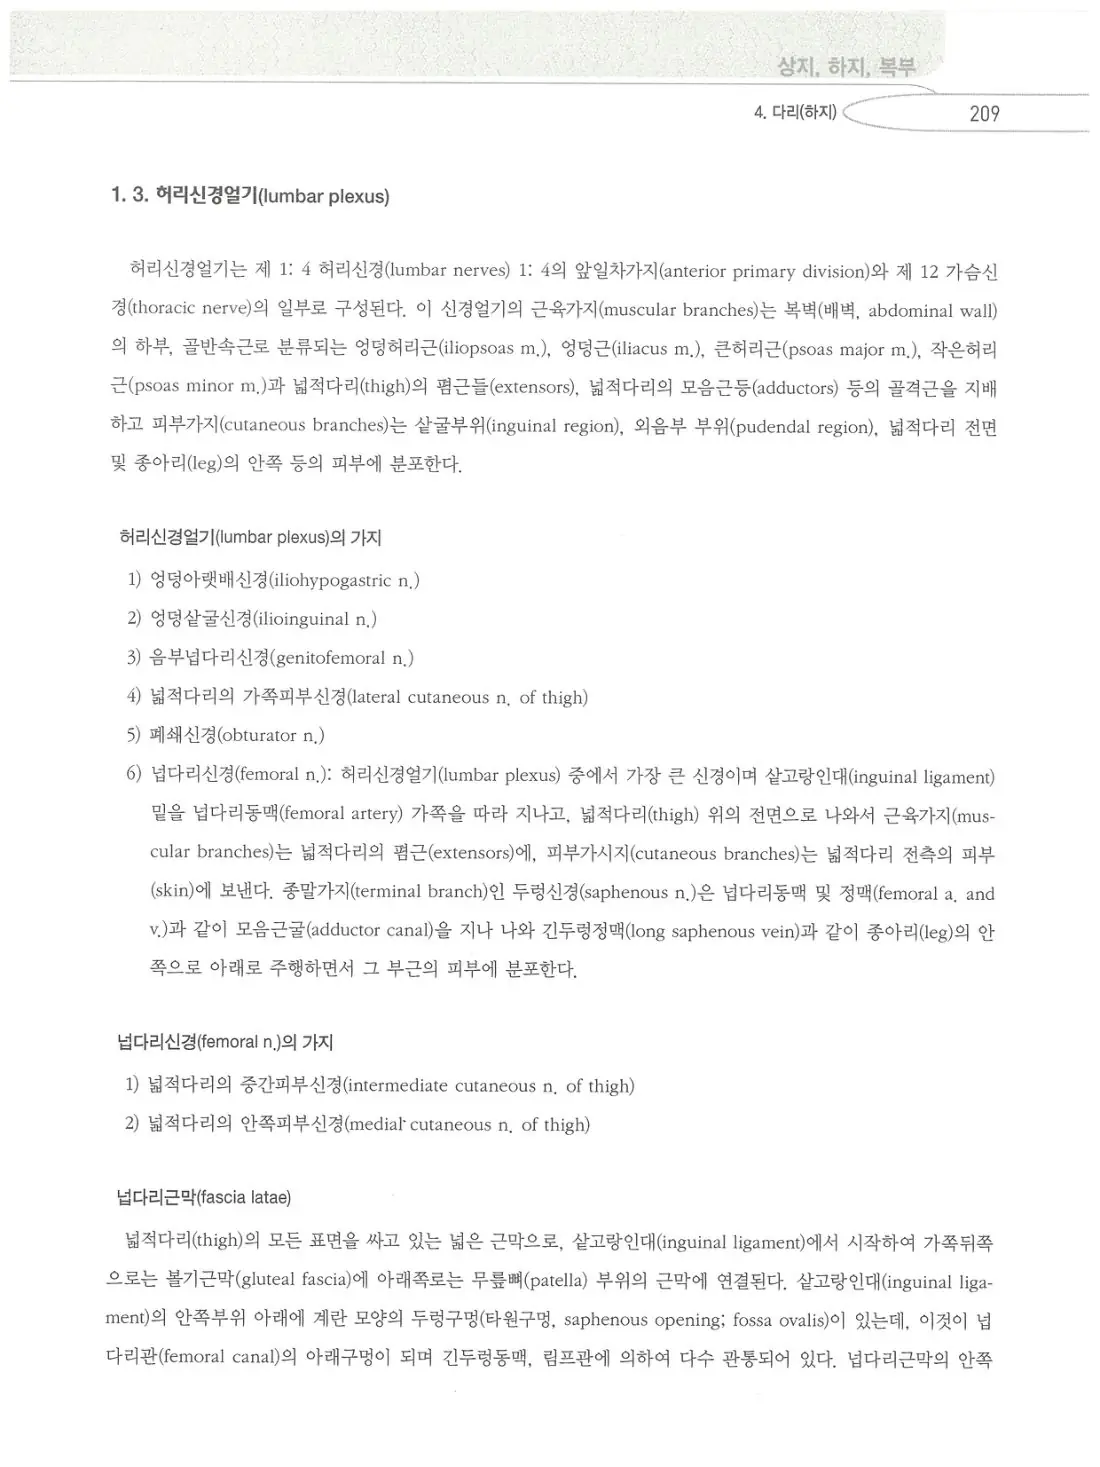 상지, 하지, 복부
4. 다리(하지)
209
1. 3. 허리신경얼기(lumbar plexus)
허리신경얼기는 제 1: 4 허리신경(lumbar nerves) 1: 4의 앞일차가지(anterior primary division)와 제 12 가슴신
경(thoracic nerve)의 일부로 구성된다. 이 신경얼기의 근육가지(muscular branches)는 복벽(배벽, abdominal wall)
의 하부, 골반속근로 분류되는 엉덩허리근(iliopsoas m.), 엉덩근(iliacus m.), 큰허리근(psoas major m.), 작은허리
근(psoas minor m.)과 넓적다리(thigh)의 폄근들(extensors), 넓적다리의 모음근등(adductors) 등의 골격근을 지배
하고 피부가지(cutaneous branches)는 샅굴부위(inguinal region), 외음부 부위(pudendal region), 넓적다리 전면
및 종아리(leg)의 안쪽 등의 피부에 분포한다.
허리신경얼기(lumbar plexus)의 가지
1) 엉덩아랫배신경(iliohypogastric n.)
2) 엉덩샅굴신경(ilioinguinal n.)
3) 음부넙다리신경(genitofemoral n.)
4) 넓적다리의 가쪽피부신경(lateral cutaneous n. of thigh)
5) 폐쇄신경(obturator n.)
6) 넙다리신경(femoral n.): 허리신경얼기(lumbar plexus) 중에서 가장 큰 신경이며 샅고랑인대(inguinal ligament)
밑을 넙다리동맥(femoral artery) 가쪽을 따라 지나고, 넓적다리(thigh) 위의 전면으로 나와서 근육가지(mus-
cular branches)는 넓적다리의 폄근(extensors)에, 피부가시지(cutaneous branches)는 넓적다리 전측의 피부
(skin)에 보낸다. 종말가지(terminal branch)인 두렁신경(saphenous n.)은 넙다리동맥 및 정맥(femoral a. and
v.)과 같이 모음근굴(adductor canal)을 지나 나와 긴두렁정맥(long saphenous vein)과 같이 종아리(leg)의 안
쪽으로 아래로 주행하면서 그 부근의 피부에 분포한다.
넙다리신경(femoral n.)의 가지
1) 넓적다리의 중간피부신경(intermediate cutaneous n. of thigh)
2) 넓적다리의 안쪽피부신경(medial cutaneous n. of thigh)
넙다리근막(fascia latae)
넓적다리(thigh)의 모든 표면을 싸고 있는 넓은 근막으로, 샅고랑인대(inguinal ligament)에서 시작하여 가쪽뒤쪽
으로는 볼기근막(gluteal fascia)에 아래쪽로는 무릎뼈(patella) 부위의 근막에 연결된다. 샅고랑인대(inguinal liga-
ment)의 안쪽부위 아래에 계란 모양의 두렁구멍(타원구멍, saphenous opening; fossa ovalis)이 있는데, 이것이 넙
다리관(femoral canal)의 아래구멍이 되며 긴두렁동맥, 림프관에 의하여 다수 관통되어 있다. 넙다리근막의 안쪽